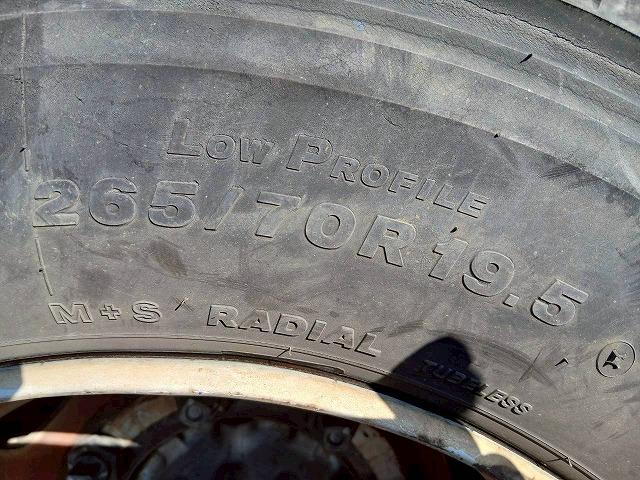 LOW PROFILE
265/70R19.5
M+S RADIAL
TUBELESS
E